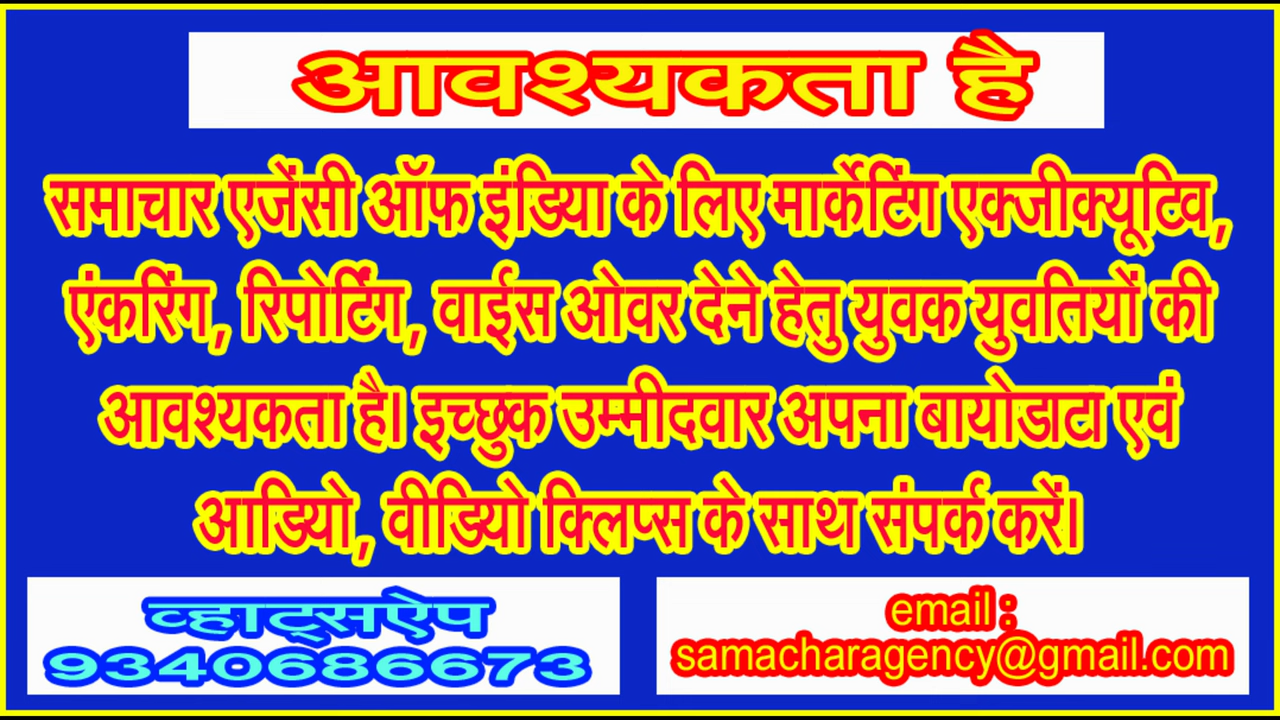 आवश्यकता है
समाचार एजेंसी ऑफ इंडिया के लिए मार्केटिंग एक्जीक्यूटिव,
एंकरिंग, रिपोर्टिंग, वाईस ओवर देने हेतु युवक युवतियों की
आवश्यकता है। इच्छुक उम्मीदवार अपना बायोडाटा एवं
आडियो, वीडियो क्लिप्स के साथ संपर्क करें।
व्हाट्सऐप
9340686673
email :
samacharagency@gmail.com